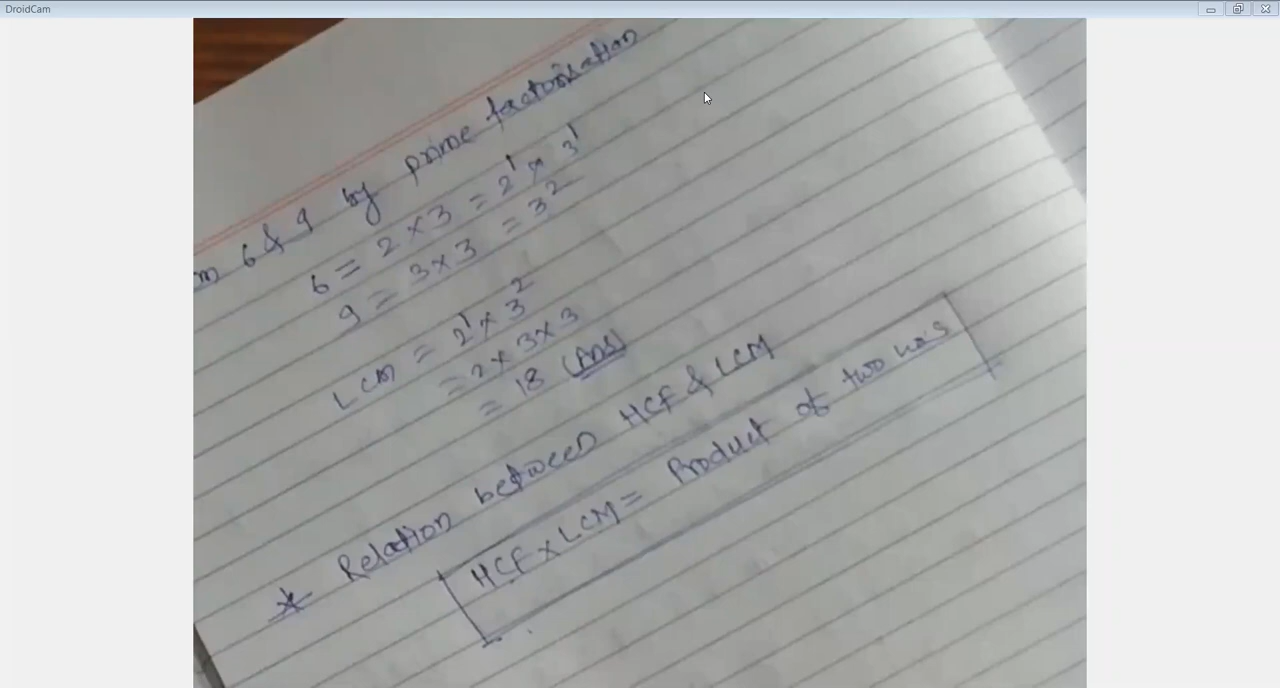 DroidCam
m 6 & 9 by prime factorisation
6 = 2 × 3 = 2¹ × 3¹
9 = 3 × 3 = 3²
LCM = 2¹ × 3²
= 2 × 3 × 3
= 18 (Ans)
* Relation between HCF & LCM
HCF × LCM = Product of two no's